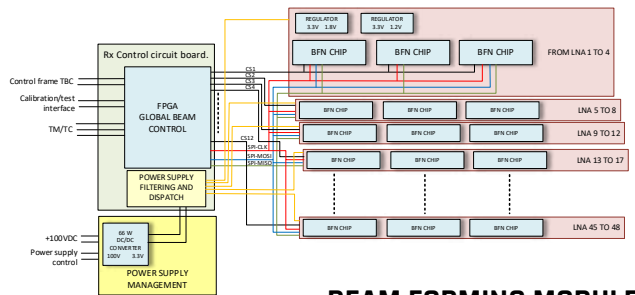 REGULATOR
3.3V 1.8V
REGULATOR
3.3V 1.2V
BFN CHIP
BFN CHIP
BFN CHIP
FROM LNA 1 TO 4
Rx Control circuit board.
CS1
CS2
CS3
CS4
Control frame TBC
Calibration/test
interface
TM/TC
FPGA
GLOBAL BEAM
CONTROL
BFN CHIP
BFN CHIP
BFN CHIP
LNA 5 TO 8
BFN CHIP
BFN CHIP
BFN CHIP
LNA 9 TO 12
CS12
SPI-CLK
SPI-MOSI
SPI-MISO
BFN CHIP
BFN CHIP
BFN CHIP
LNA 13 TO 17
POWER SUPPLY
FILTERING AND
DISPATCH
BFN CHIP
BFN CHIP
BFN CHIP
LNA 45 TO 48
+100VDC
Power supply
control
66 W
DC/DC
CONVERTER
100V 3.3V
POWER SUPPLY
MANAGEMENT
BEAM FORMING MODULE